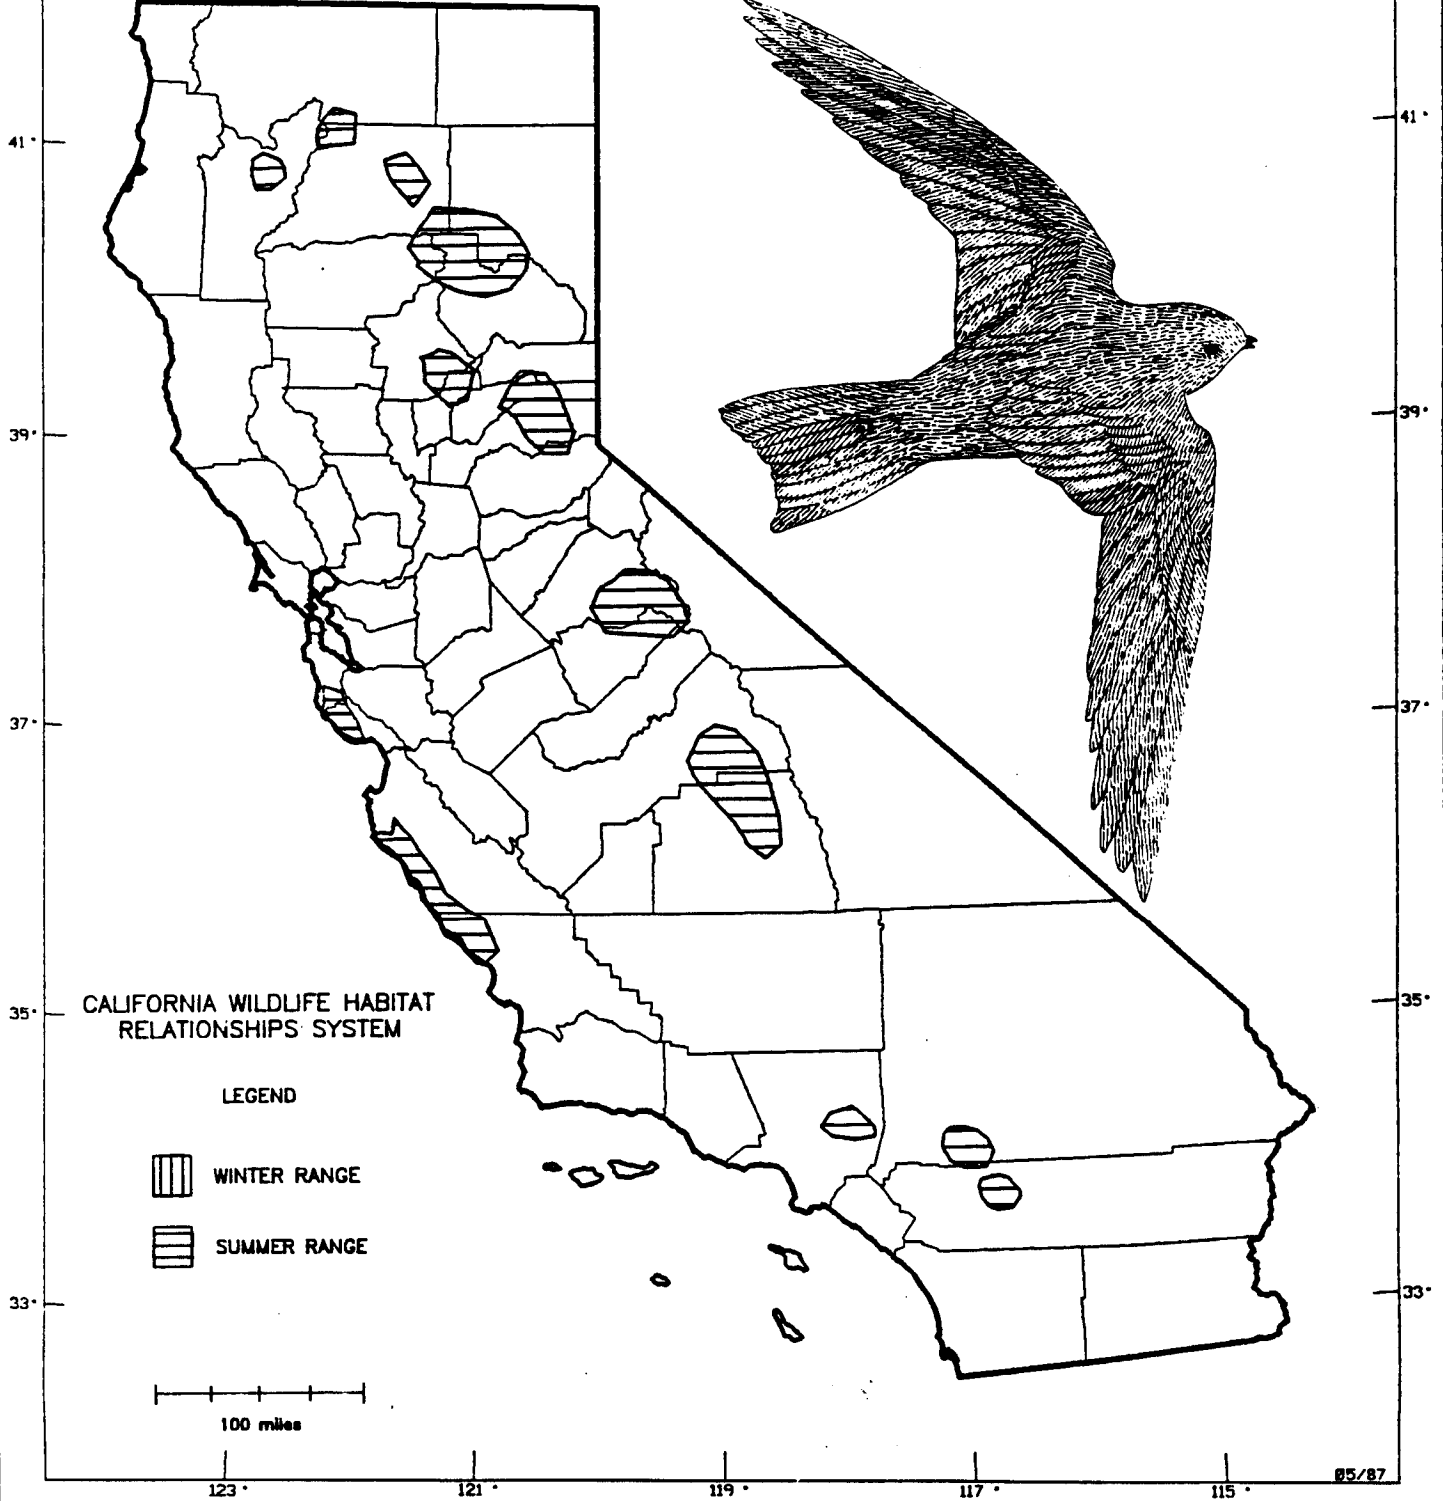 41°
41°
39°
39°
37°
37°
35°
35°
CALIFORNIA WILDLIFE HABITAT
RELATIONSHIPS SYSTEM
LEGEND
WINTER RANGE
SUMMER RANGE
33°
33°
100 miles
05/87
123°
121°
119°
117°
115°